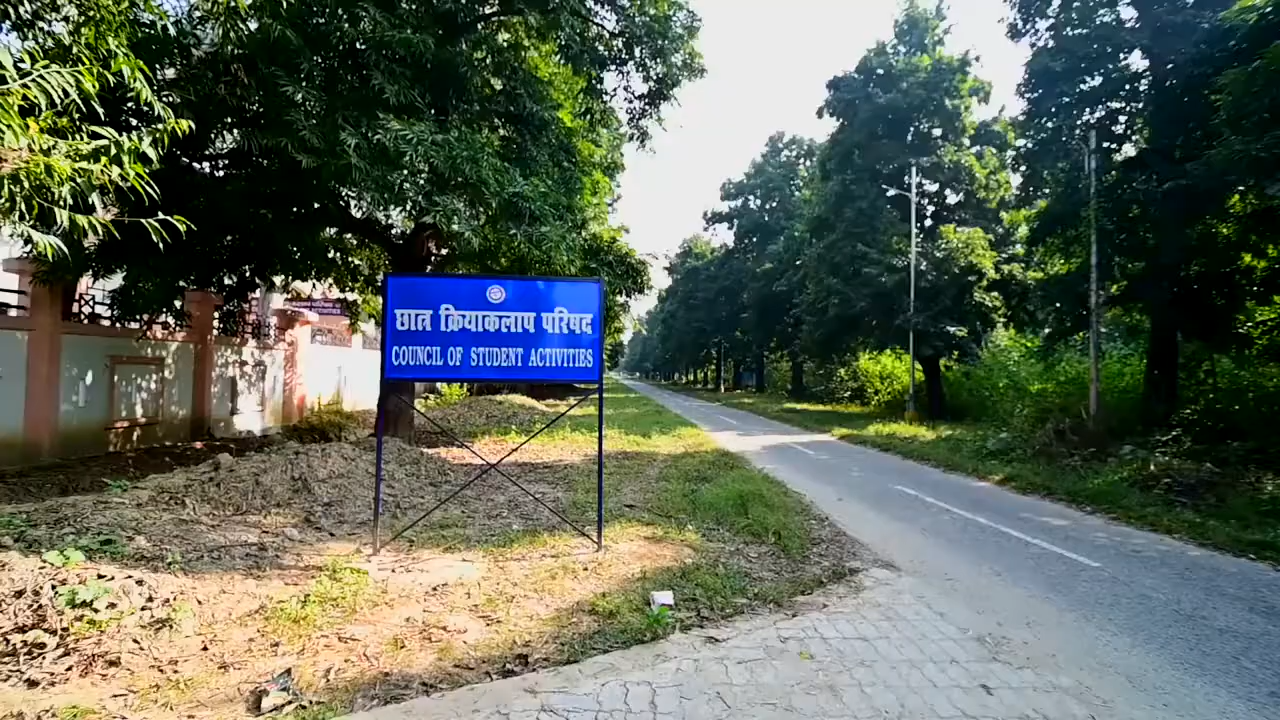 छात्र क्रियाकलाप परिषद
COUNCIL OF STUDENT ACTIVITIES